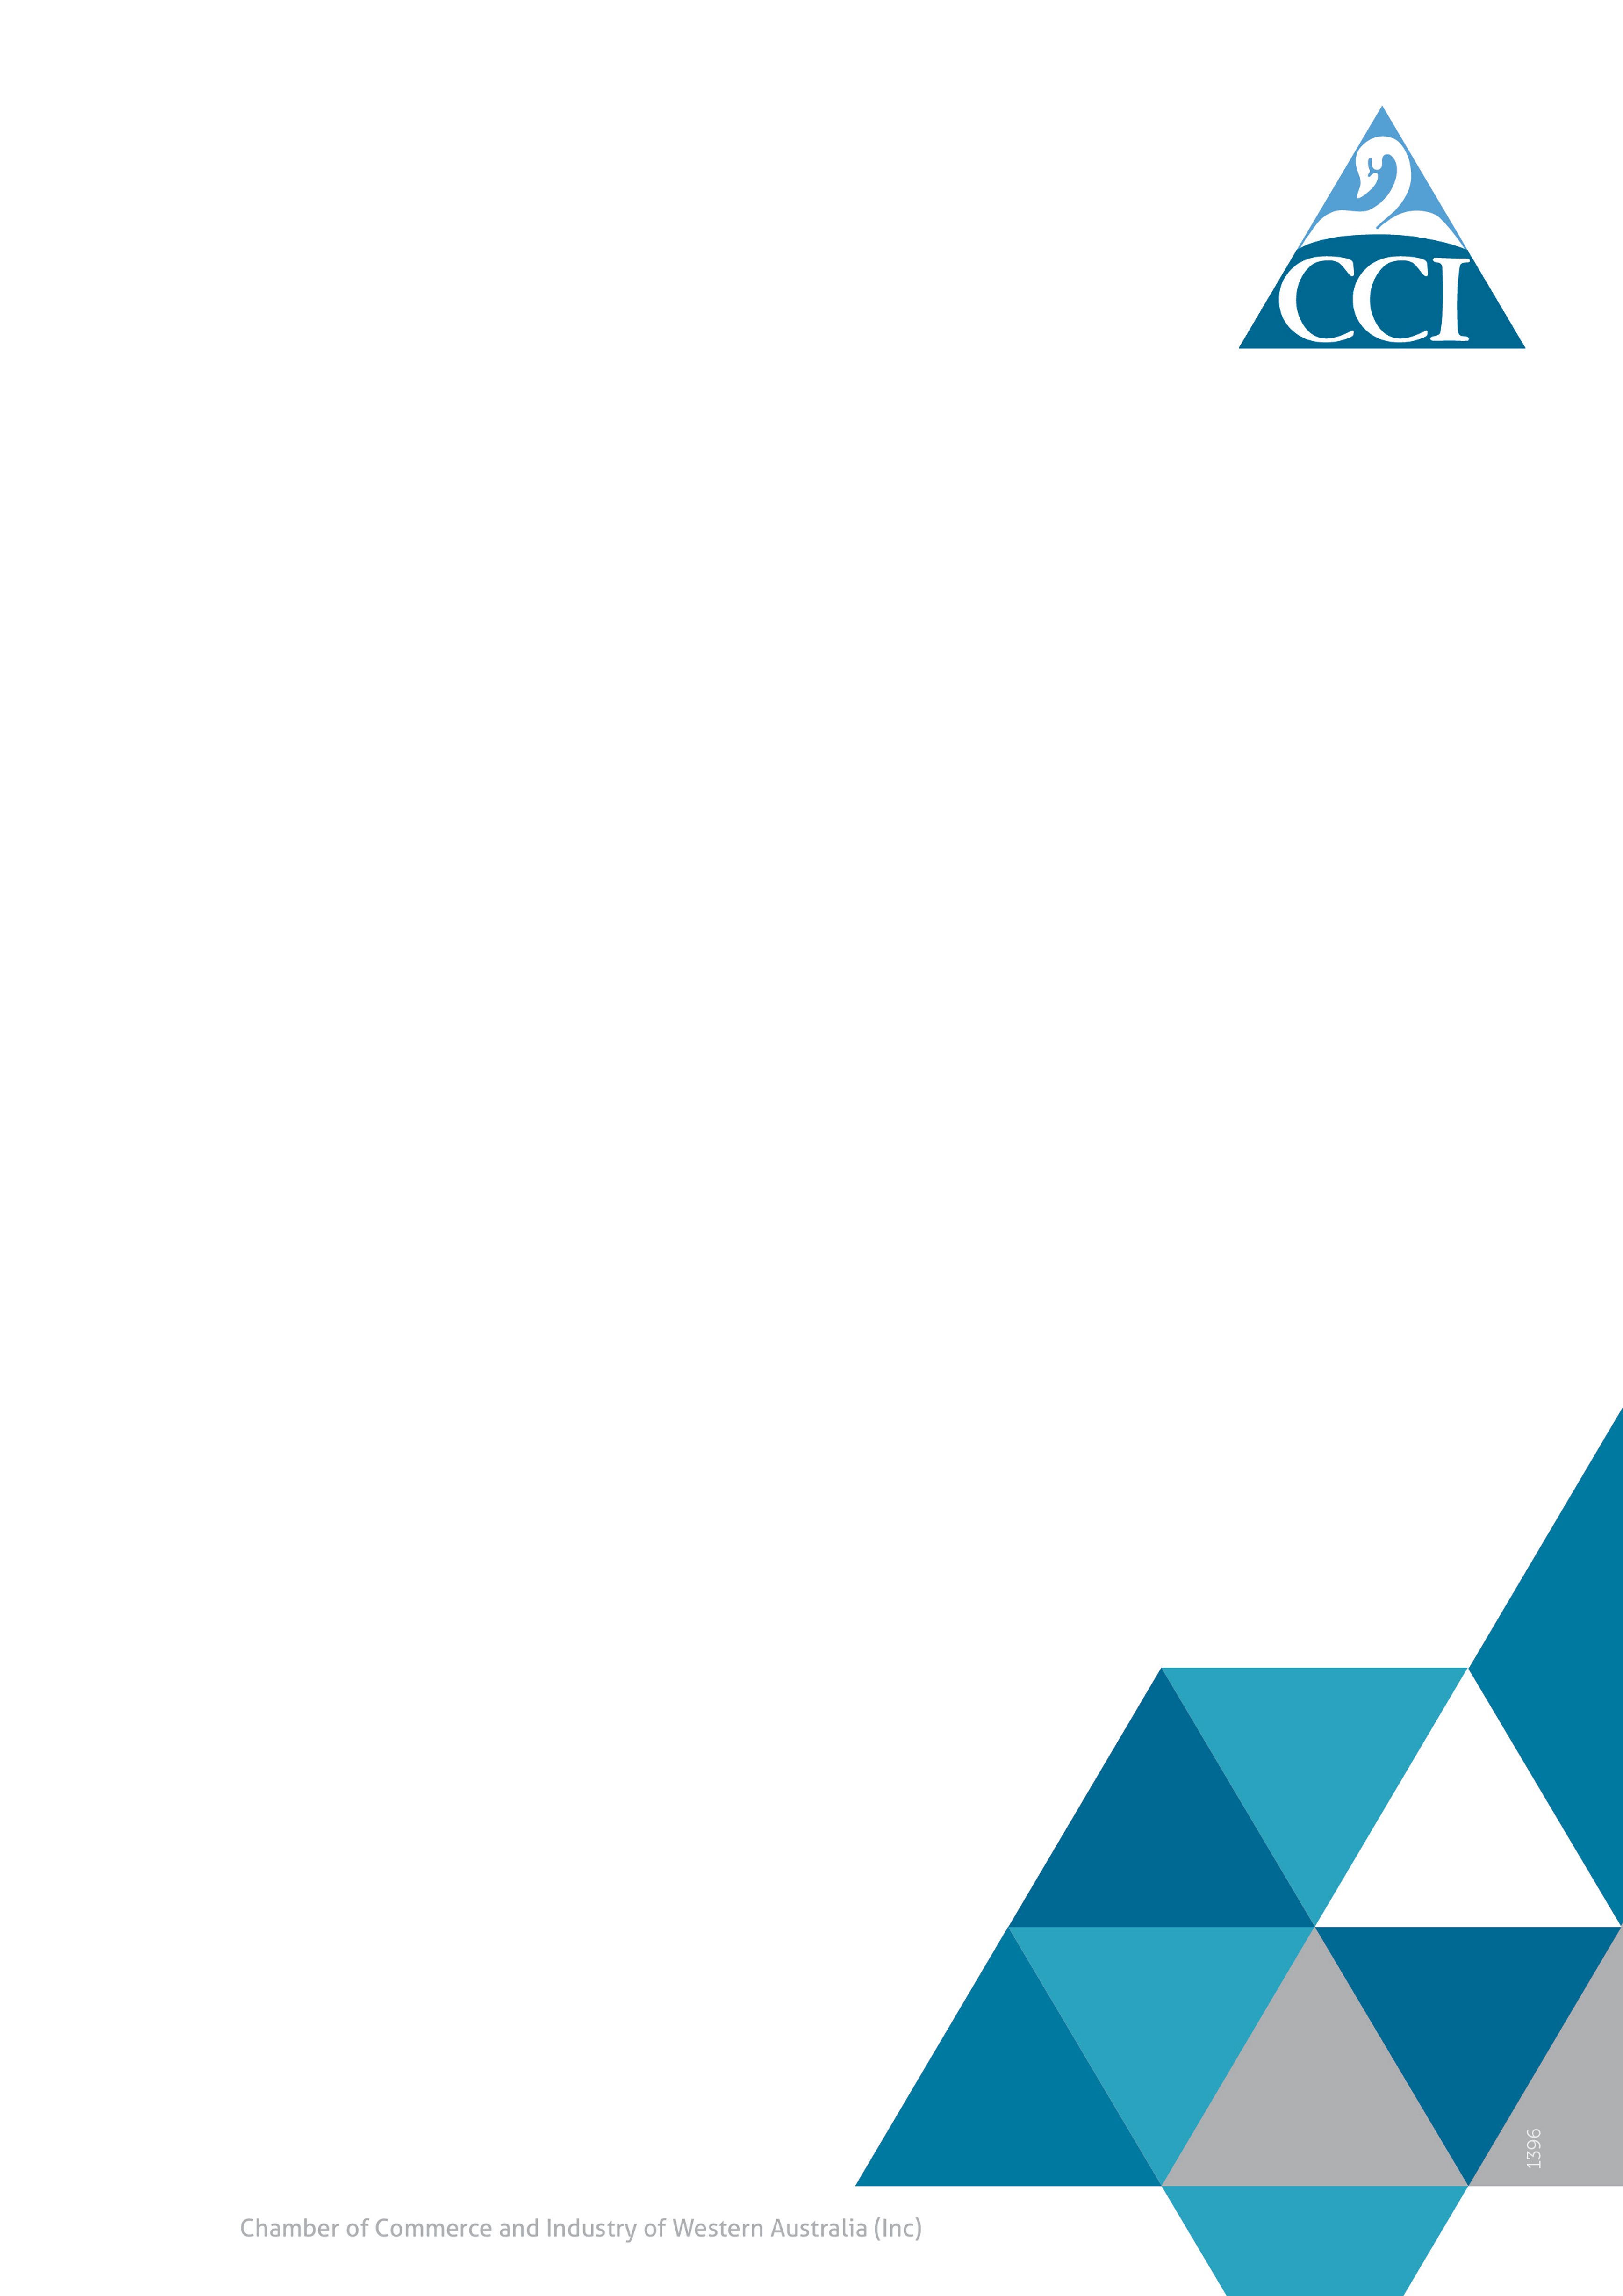 CCI
1396
Chamber of Commerce and Industry of Western Australia (Inc)